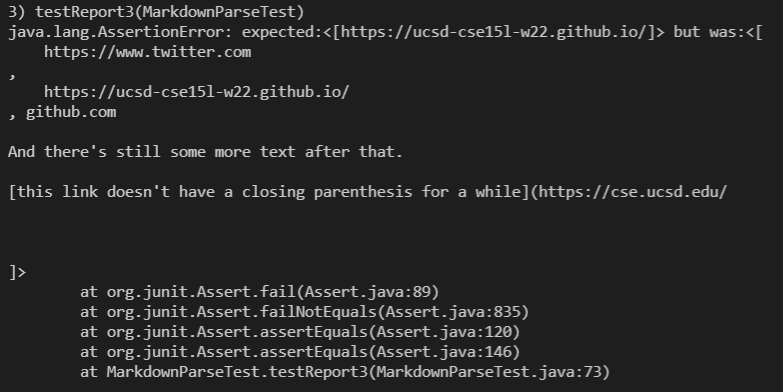 3) testReport3(MarkdownParseTest)
java.lang.AssertionError: expected:<[https://ucsd-cse15l-w22.github.io/]> but was:<[
    https://www.twitter.com
,
    https://ucsd-cse15l-w22.github.io/
, github.com

And there's still some more text after that.

[this link doesn't have a closing parenthesis for a while](https://cse.ucsd.edu/



]>
        at org.junit.Assert.fail(Assert.java:89)
        at org.junit.Assert.failNotEquals(Assert.java:835)
        at org.junit.Assert.assertEquals(Assert.java:120)
        at org.junit.Assert.assertEquals(Assert.java:146)
        at MarkdownParseTest.testReport3(MarkdownParseTest.java:73)